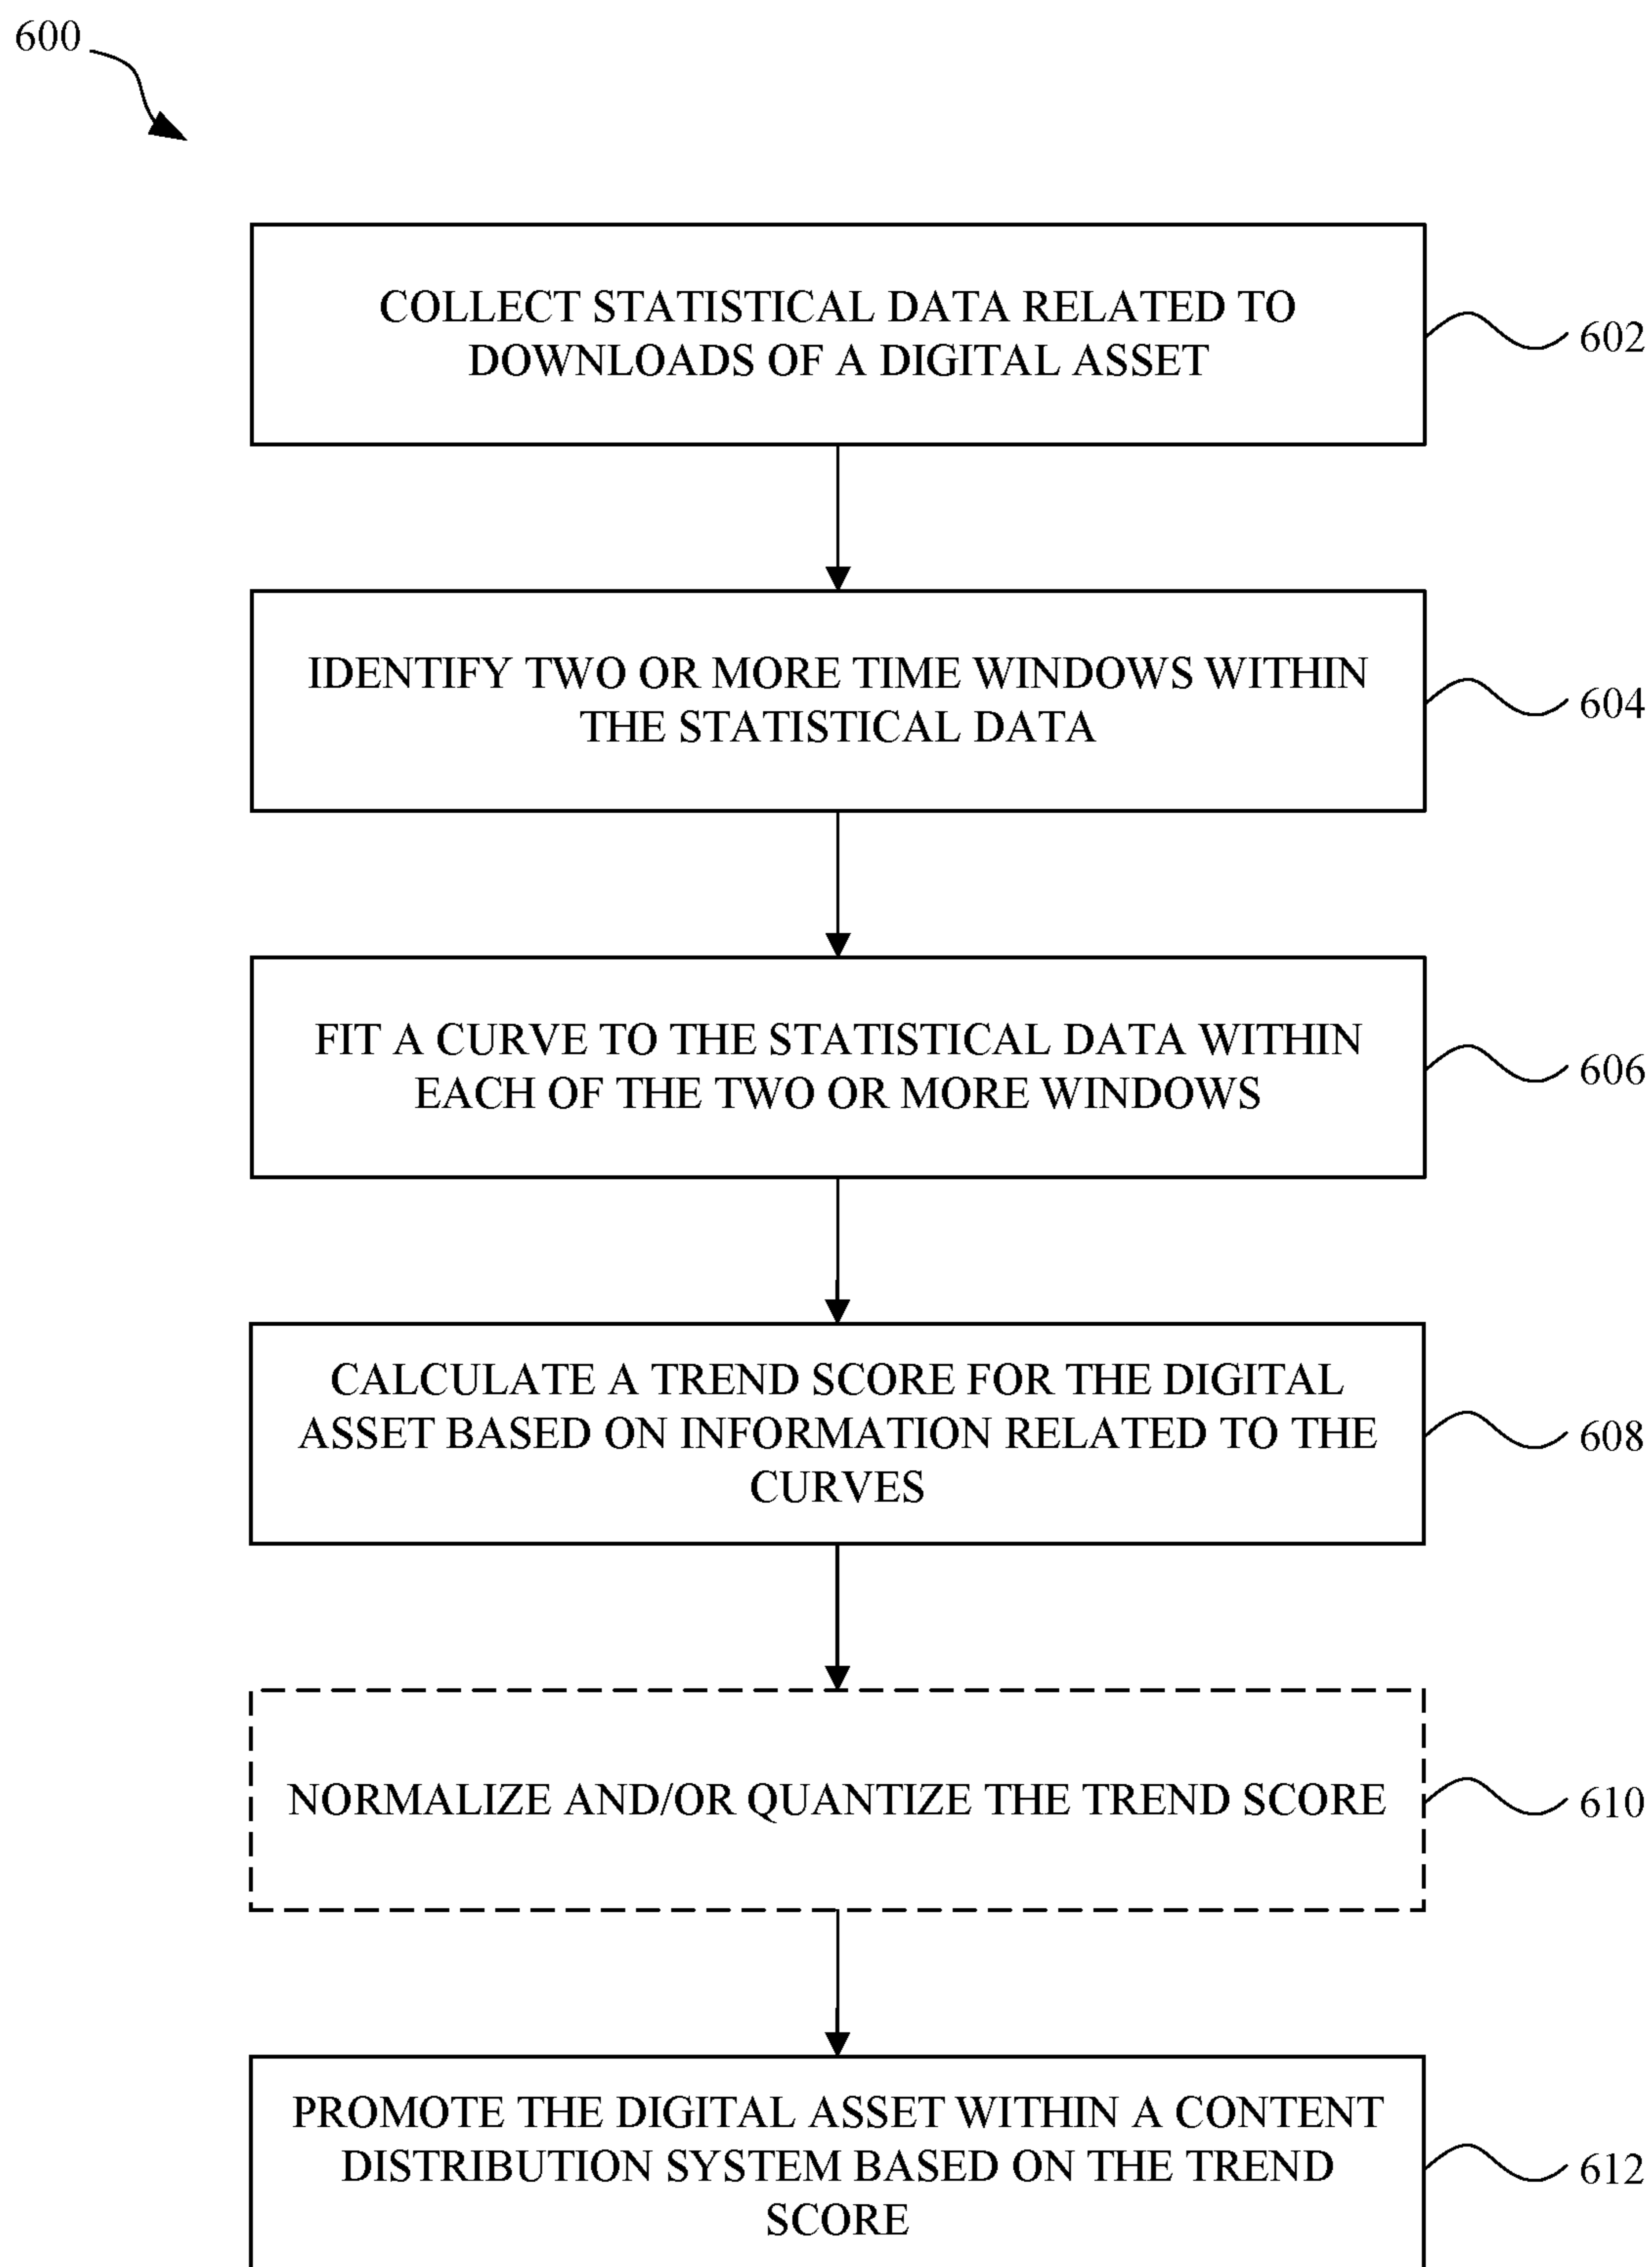 600
COLLECT STATISTICAL DATA RELATED TO
DOWNLOADS OF A DIGITAL ASSET
602
IDENTIFY TWO OR MORE TIME WINDOWS WITHIN
THE STATISTICAL DATA
604
FIT A CURVE TO THE STATISTICAL DATA WITHIN
EACH OF THE TWO OR MORE WINDOWS
606
CALCULATE A TREND SCORE FOR THE DIGITAL
ASSET BASED ON INFORMATION RELATED TO THE
CURVES
608
NORMALIZE AND/OR QUANTIZE THE TREND SCORE
610
PROMOTE THE DIGITAL ASSET WITHIN A CONTENT
DISTRIBUTION SYSTEM BASED ON THE TREND
SCORE
612